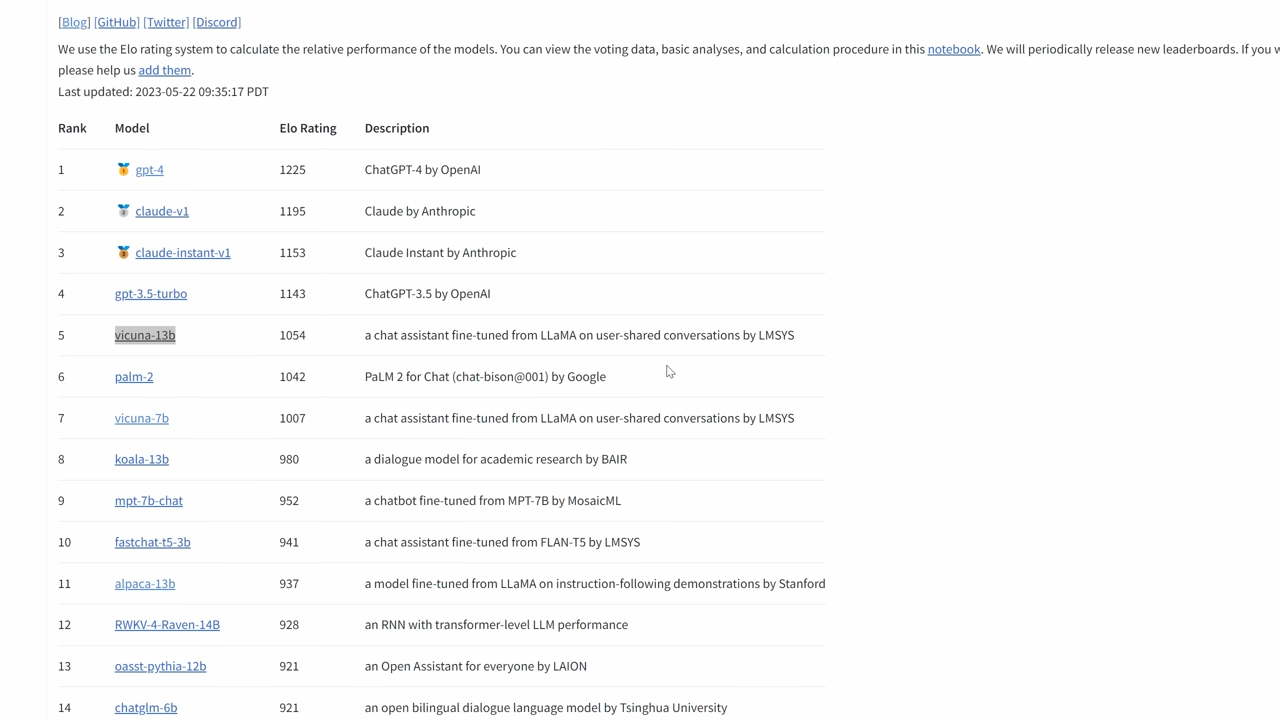 [Blog] [GitHub] [Twitter] [Discord]
We use the Elo rating system to calculate the relative performance of the models. You can view the voting data, basic analyses, and calculation procedure in this notebook. We will periodically release new leaderboards. If you
please help us add them.
Last updated: 2023-05-22 09:35:17 PDT
Rank Model Elo Rating Description
1 gpt-4 1225 ChatGPT-4 by OpenAI
2 claude-v1 1195 Claude by Anthropic
3 claude-instant-v1 1153 Claude Instant by Anthropic
4 gpt-3.5-turbo 1143 ChatGPT-3.5 by OpenAI
5 vicuna-13b 1054 a chat assistant fine-tuned from LLaMA on user-shared conversations by LMSYS
6 palm-2 1042 PaLM 2 for Chat (chat-bison@001) by Google
7 vicuna-7b 1007 a chat assistant fine-tuned from LLaMA on user-shared conversations by LMSYS
8 koala-13b 980 a dialogue model for academic research by BAIR
9 mpt-7b-chat 952 a chatbot fine-tuned from MPT-7B by MosaicML
10 fastchat-t5-3b 941 a chat assistant fine-tuned from FLAN-T5 by LMSYS
11 alpaca-13b 937 a model fine-tuned from LLaMA on instruction-following demonstrations by Stanford
12 RWKV-4-Raven-14B 928 an RNN with transformer-level LLM performance
13 oasst-pythia-12b 921 an Open Assistant for everyone by LAION
14 chatglm-6b 921 an open bilingual dialogue language model by Tsinghua University